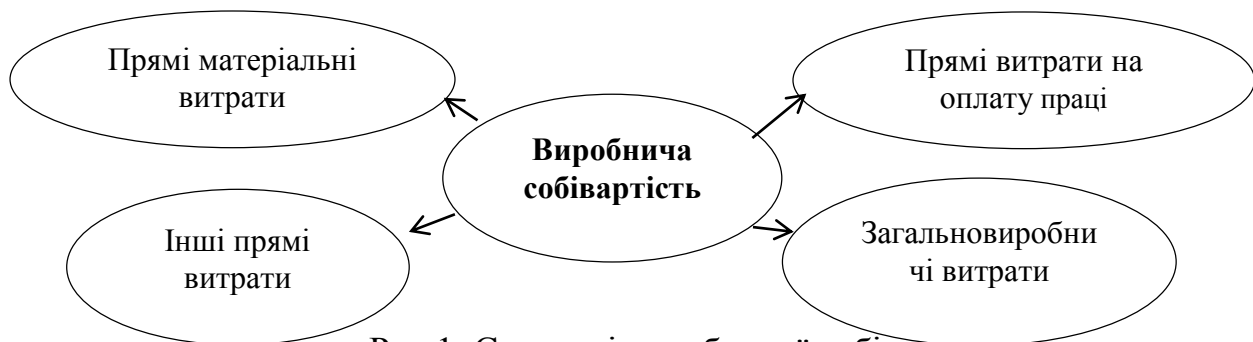 Прямі матеріальні
витрати
Прямі витрати на
оплату праці
Виробнича
собівартість
Інші прямі
витрати
Загальновиробни
чі витрати